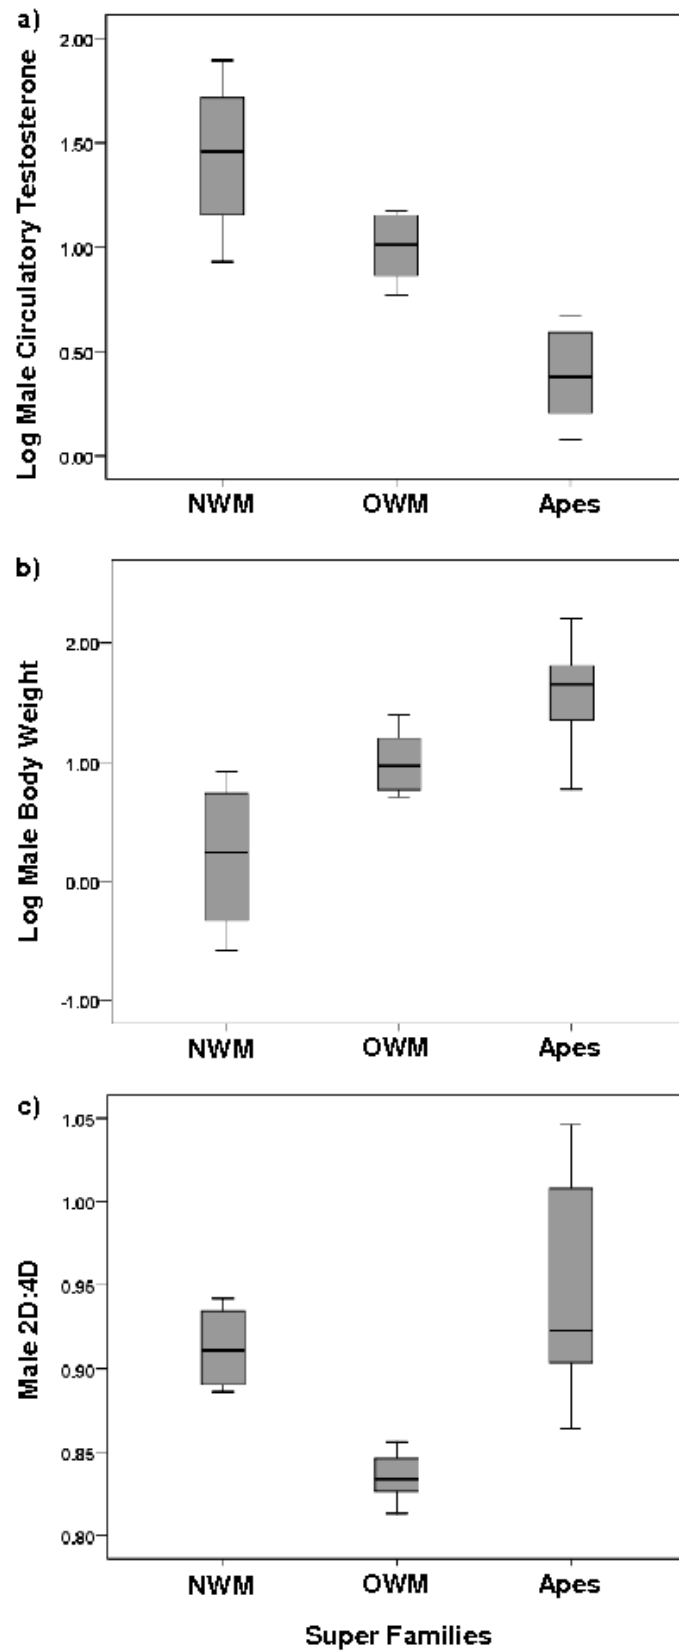 a)
Log Male Circulatory Testosterone
2.00
1.50
1.00
0.50
0.00
NWM OWM Apes
b)
Log Male Body Weight
2.00
1.00
0.00
-1.00
NWM OWM Apes
c)
Male 2D:4D
1.05
1.00
0.95
0.90
0.85
0.80
NWM OWM Apes
Super Families